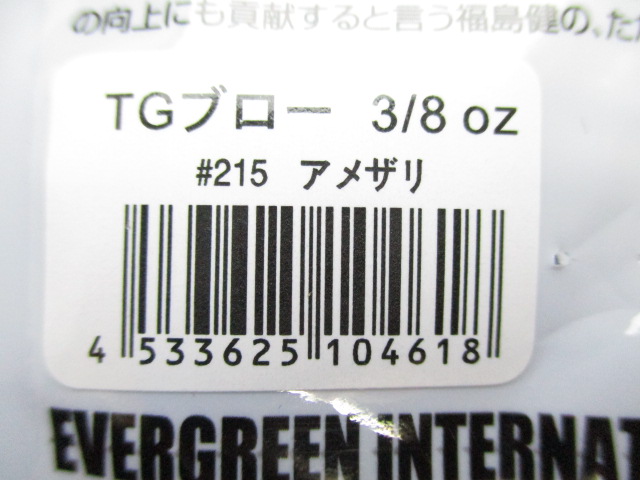 の向上にも貢献すると言う福島健の、た
TGブロー 3/8 oz
#215 アメザリ
4 533625 104618
EVERGREEN INTERNAT